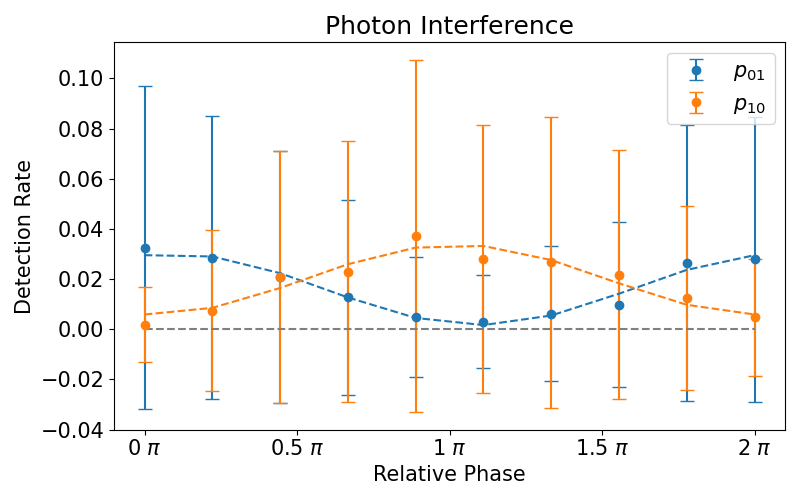 Photon Interference
p01
p10
Detection Rate
0.10
0.08
0.06
0.04
0.02
0.00
−0.02
−0.04
0 π
0.5 π
1 π
1.5 π
2 π
Relative Phase